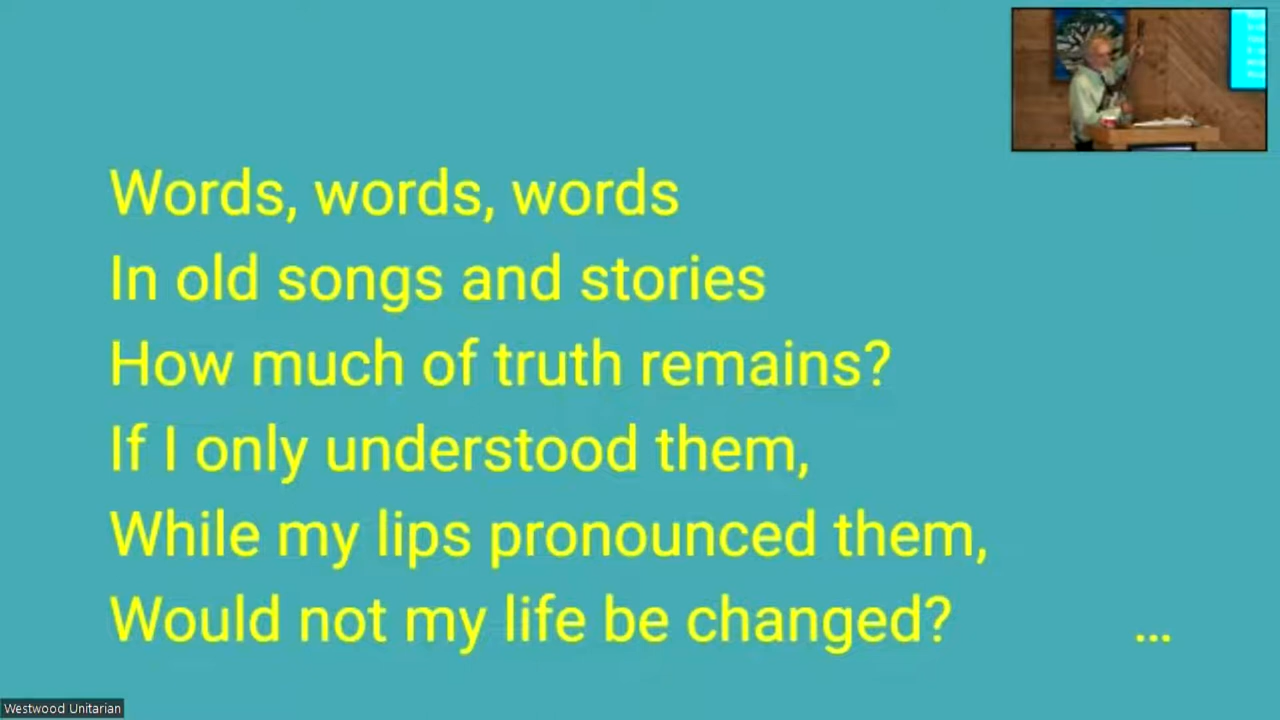 Words, words, words
In old songs and stories
How much of truth remains?
If I only understood them,
While my lips pronounced them,
Would not my life be changed?
...
Westwood Unitarian